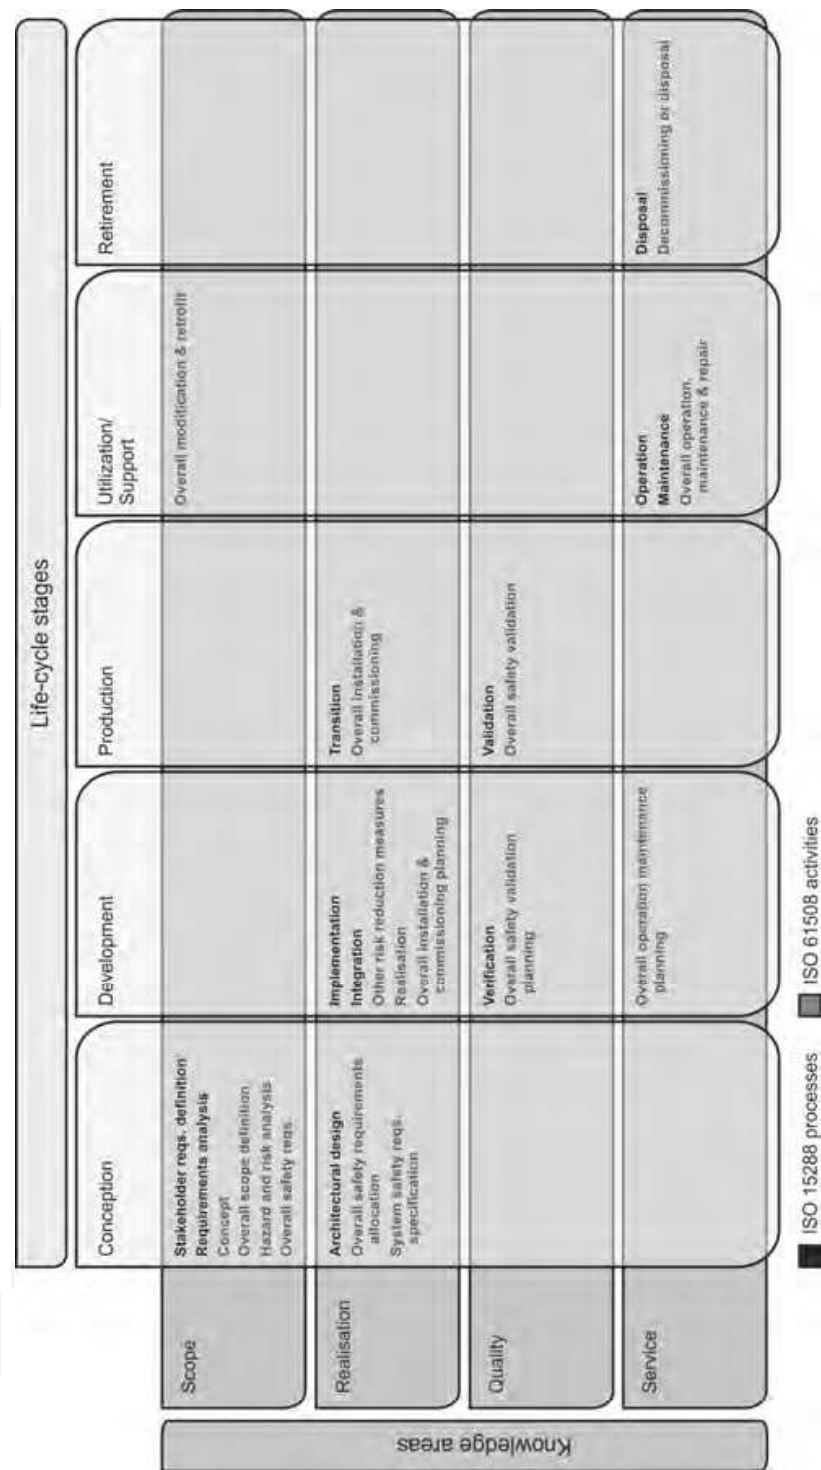 Life-cycle stages
Conception
Development
Production
Utilization/
Support
Retirement
Knowledge areas
Scope
Stakeholder reqs. definition
Requirements analysis
Concept
Overall scope definition
Hazard and risk analysis
Overall safety reqs.
Overall modification & retrofit
Realisation
Architectural design
Overall safety requirements
allocation
System safety reqs.
specification
Implementation
Integration
Other risk reduction measures
Realisation
Overall installation &
commissioning planning
Transition
Overall installation &
commissioning
Quality
Verification
Overall safety validation
planning
Validation
Overall safety validation
Service
Overall operation maintenance
planning
Operation
Maintenance
Overall operation,
maintenance & repair
Disposal
Decommissioning or disposal
ISO 15288 processes
ISO 61508 activities